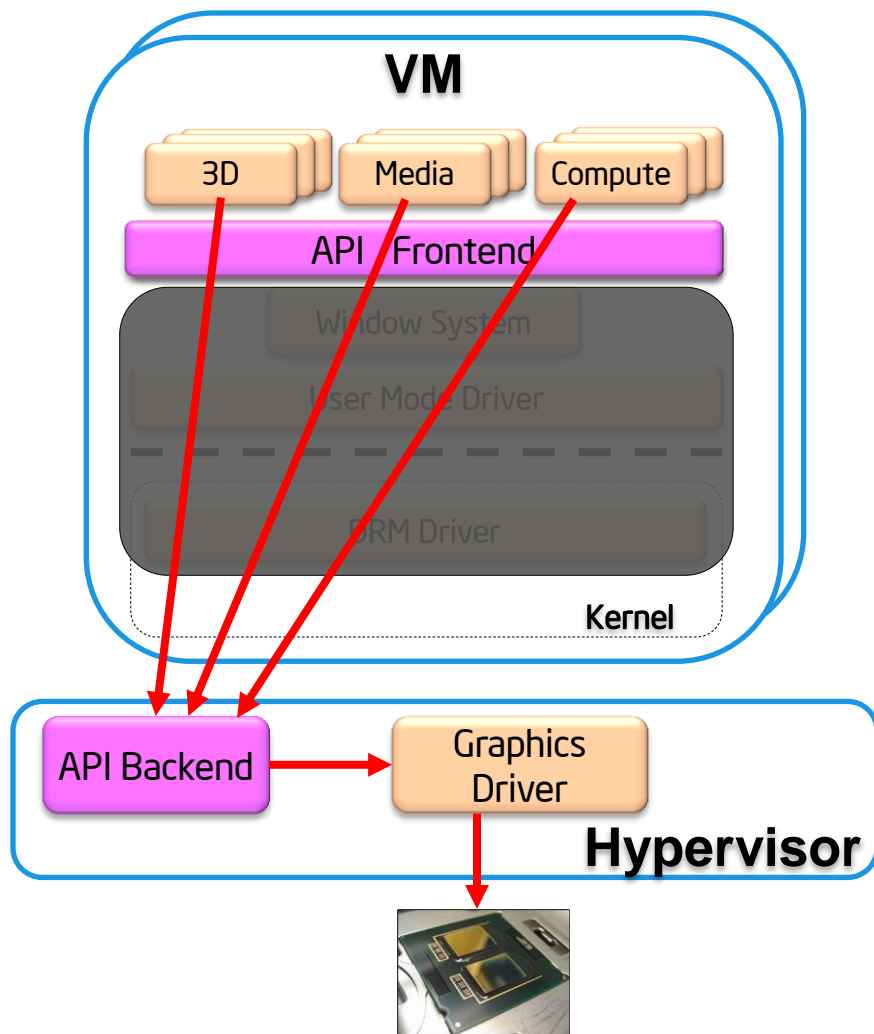 VM
3D
Media
Compute
API Frontend
Window System
User Mode Driver
DRM Driver
Kernel
API Backend
Graphics
Driver
Hypervisor